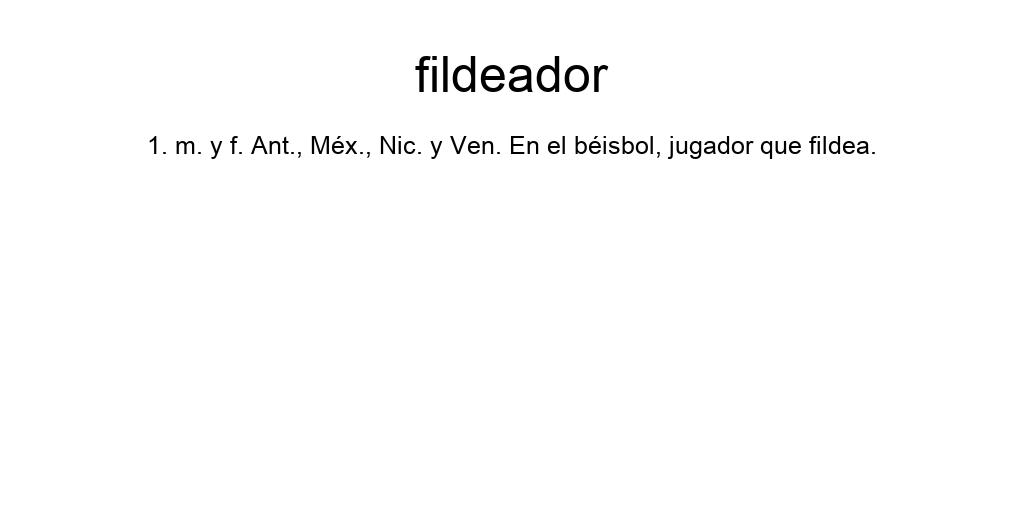 fildeador
1. m. y f. Ant., Méx., Nic. y Ven. En el béisbol, jugador que fildea.